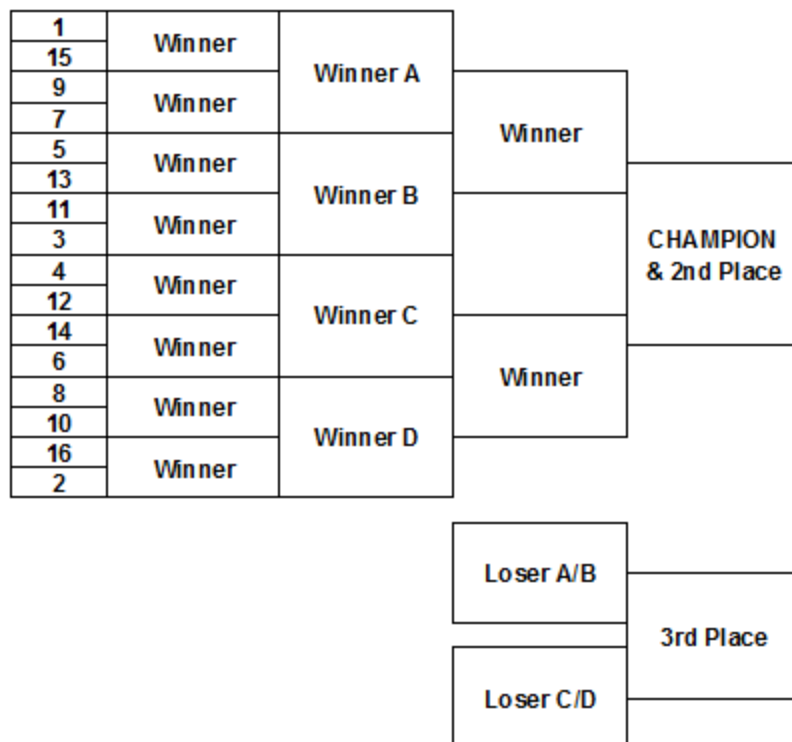 1
15
9
7
5
13
11
3
4
12
14
6
8
10
16
2
Winner
Winner
Winner
Winner
Winner
Winner
Winner
Winner
Winner A
Winner B
Winner C
Winner D
Winner
Winner
CHAMPION
& 2nd Place
Loser A/B
Loser C/D
3rd Place